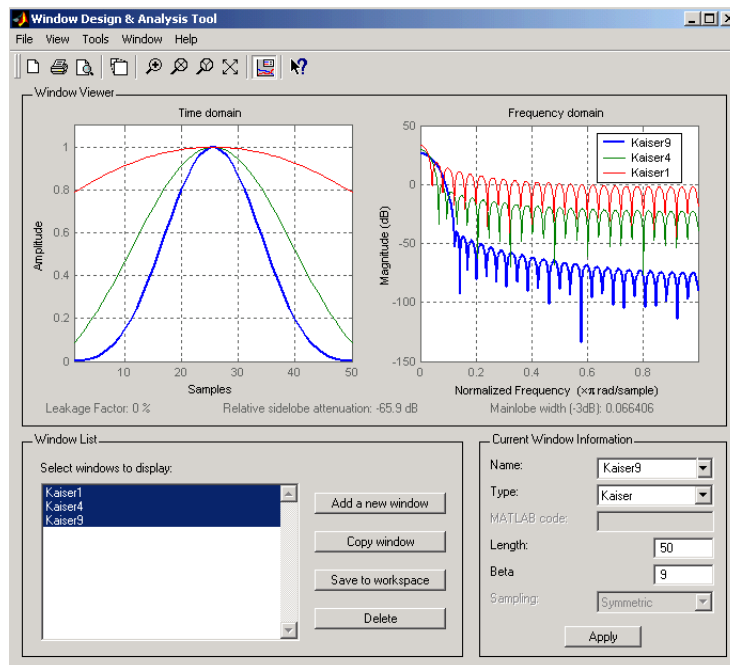 Window Design & Analysis Tool
File View Tools Window Help
Window Viewer
Time domain
Frequency domain
1
0.8
0.6
0.4
0.2
0
Amplitude
10 20 30 40 50
Samples
50
0
-50
-100
-150
Magnitude (dB)
Kaiser9
Kaiser4
Kaiser1
0 0.2 0.4 0.6 0.8
Normalized Frequency (×π rad/sample)
Leakage Factor: 0 %
Relative sidelobe attenuation: -65.9 dB
Mainlobe width (-3dB): 0.066406
Window List
Select windows to display:
Kaiser1
Kaiser4
Kaiser9
Add a new window
Copy window
Save to workspace
Delete
Current Window Information
Name: Kaiser9
Type: Kaiser
MATLAB code:
Length: 50
Beta 9
Sampling: Symmetric
Apply